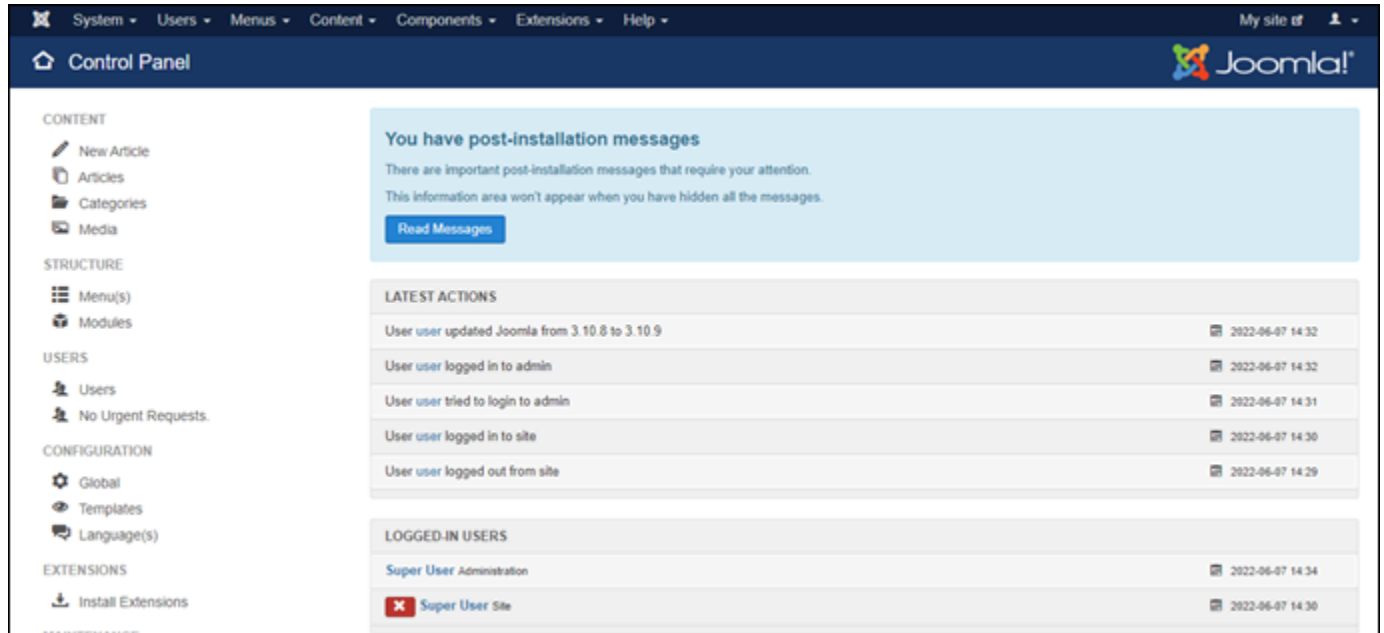 System Users Menus Content Components Extensions Help My site
Control Panel Joomla!®
CONTENT
New Article
Articles
Categories
Media
STRUCTURE
Menu(s)
Modules
USERS
Users
No Urgent Requests.
CONFIGURATION
Global
Templates
Language(s)
EXTENSIONS
Install Extensions
MAINTENANCE
You have post-installation messages
There are important post-installation messages that require your attention.
This information area won't appear when you have hidden all the messages.
Read Messages
LATEST ACTIONS
User user updated Joomla from 3.10.8 to 3.10.9 2022-06-07 14:32
User user logged in to admin 2022-06-07 14:32
User user tried to login to admin 2022-06-07 14:31
User user logged in to site 2022-06-07 14:30
User user logged out from site 2022-06-07 14:29
LOGGED-IN USERS
Super User Administration 2022-06-07 14:34
Super User Site 2022-06-07 14:30